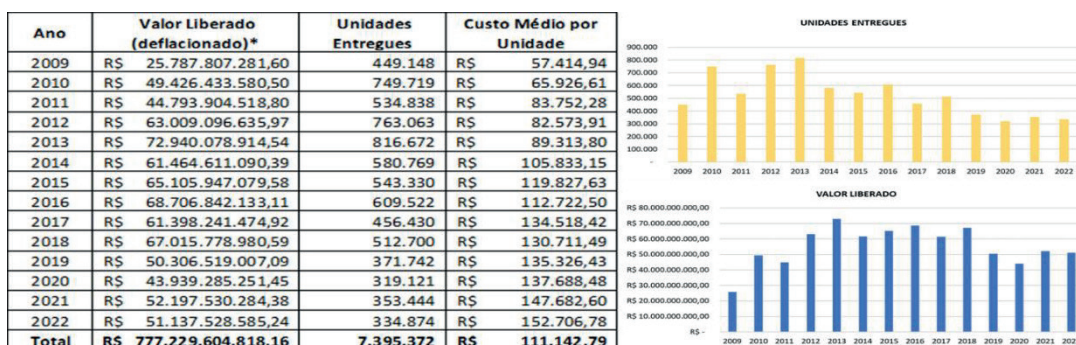 Ano Valor Liberado (deflacionado)* Unidades Entregues Custo Médio por Unidade
2009 R$ 25.787.807.281,60 449.148 R$ 57.414,94
2010 R$ 49.426.433.580,50 749.719 R$ 65.926,61
2011 R$ 44.793.904.518,80 534.838 R$ 83.752,28
2012 R$ 63.009.096.635,97 763.063 R$ 82.573,91
2013 R$ 72.940.078.914,54 816.672 R$ 89.313,80
2014 R$ 61.464.611.090,39 580.769 R$ 105.833,15
2015 R$ 65.105.947.079,58 543.330 R$ 119.827,63
2016 R$ 68.706.842.133,11 609.522 R$ 112.722,50
2017 R$ 61.398.241.474,92 456.430 R$ 134.518,42
2018 R$ 67.015.778.980,59 512.700 R$ 130.711,49
2019 R$ 50.306.519.007,09 371.742 R$ 135.326,43
2020 R$ 43.939.285.251,45 319.121 R$ 137.688,48
2021 R$ 52.197.530.284,38 353.444 R$ 147.682,60
2022 R$ 51.137.528.585,24 334.874 R$ 152.706,78
Total R$ 777.229.604.818,16 7.395.372 R$ 111.142,79
UNIDADES ENTREGUES
900.000
800.000
700.000
600.000
500.000
400.000
300.000
200.000
100.000
-
2009 2010 2011 2012 2013 2014 2015 2016 2017 2018 2019 2020 2021 2022
VALOR LIBERADO
R$ 80.000.000.000,00
R$ 70.000.000.000,00
R$ 60.000.000.000,00
R$ 50.000.000.000,00
R$ 40.000.000.000,00
R$ 30.000.000.000,00
R$ 20.000.000.000,00
R$ 10.000.000.000,00
R$ -
2009 2010 2011 2012 2013 2014 2015 2016 2017 2018 2019 2020 2021 202